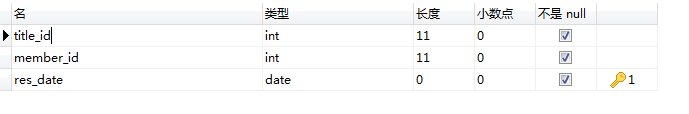 名 类型 长度 小数点 不是 null
title_id int 11 0
member_id int 11 0
res_date date 0 0 1